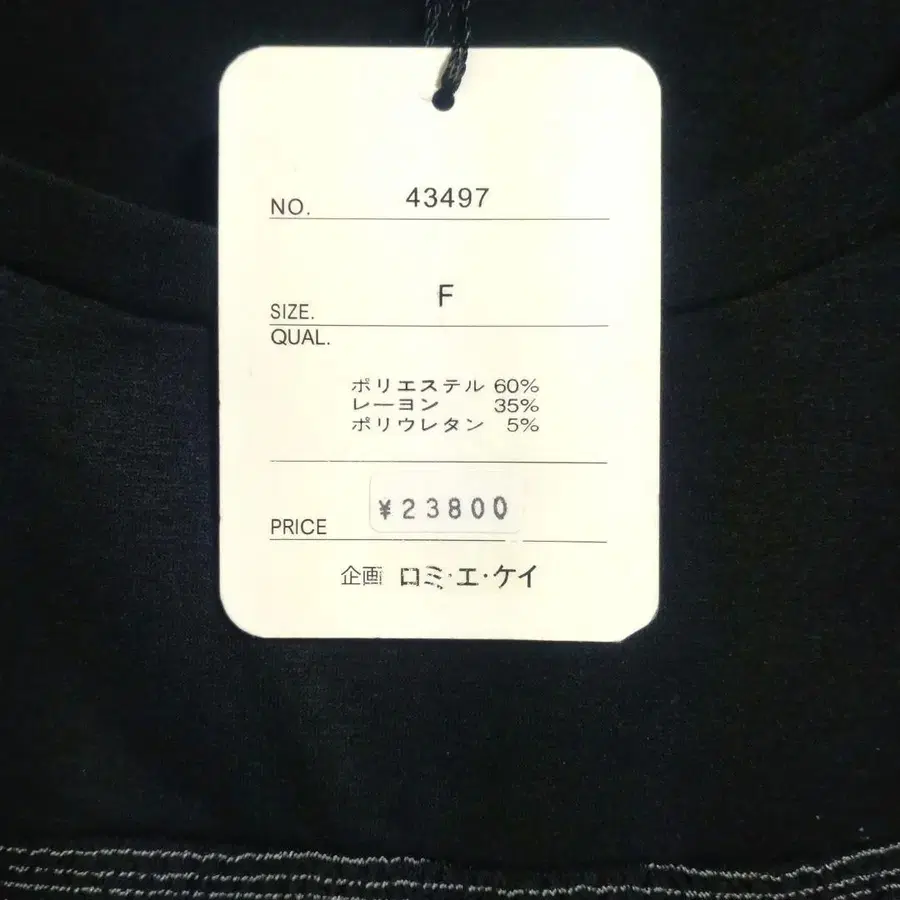 NO. 43497
SIZE. F
QUAL.
ポリエステル 60%
レーヨン 35%
ポリウレタン 5%
PRICE ¥23800
企画 ロミ・エ・ケイ